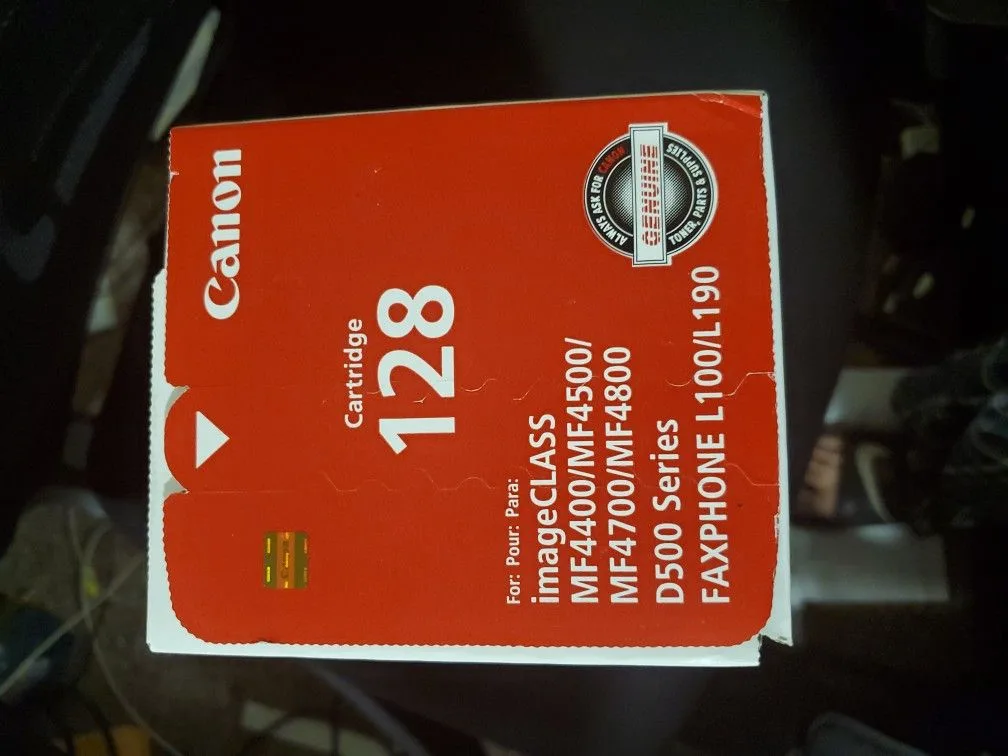 Canon
Cartridge
128
For: Pour: Para:
imageCLASS
MF4400/MF4500/
MF4700/MF4800
D500 Series
FAXPHONE L100/L190
ALWAYS ASK FOR CANON
GENUINE
TONER, PARTS & SUPPLIES